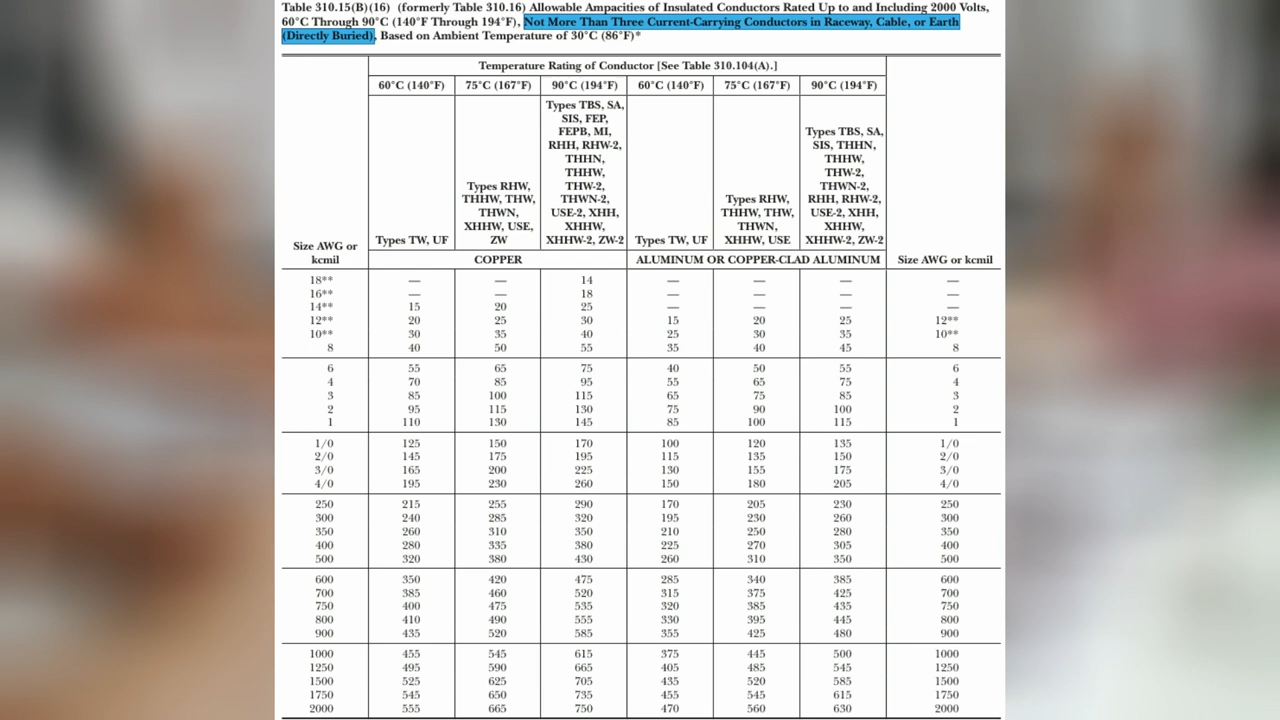 Table 310.15(B)(16) (formerly Table 310.16) Allowable Ampacities of Insulated Conductors Rated Up to and Including 2000 Volts,
60°C Through 90°C (140°F Through 194°F), Not More Than Three Current-Carrying Conductors in Raceway, Cable, or Earth
(Directly Buried), Based on Ambient Temperature of 30°C (86°F)*
Temperature Rating of Conductor [See Table 310.104(A).]
60°C (140°F) 75°C (167°F) 90°C (194°F) 60°C (140°F) 75°C (167°F) 90°C (194°F)
Size AWG or
kcmil
Types TW, UF
Types RHW,
THHW, THW,
THWN,
XHHW, USE,
ZW
Types TBS, SA,
SIS, FEP,
FEPB, MI,
RHH, RHW-2,
THHN,
THHW,
THW-2,
THWN-2,
USE-2, XHH,
XHHW,
XHHW-2, ZW-2
Types TW, UF
Types RHW,
THHW, THW,
THWN,
XHHW, USE
Types TBS, SA,
SIS, THHN,
THHW,
THW-2,
THWN-2,
RHH, RHW-2,
USE-2, XHH,
XHHW,
XHHW-2, ZW-2
COPPER ALUMINUM OR COPPER-CLAD ALUMINUM Size AWG or kcmil
18** — — 14 — — — —
16** — — 18 — — — —
14** 15 20 25 — — — —
12** 20 25 30 15 20 25 12**
10** 30 35 40 25 30 35 10**
8 40 50 55 35 40 45 8
6 55 65 75 40 50 55 6
4 70 85 95 55 65 75 4
3 85 100 115 65 75 85 3
2 95 115 130 75 90 100 2
1 110 130 145 85 100 115 1
1/0 125 150 170 100 120 135 1/0
2/0 145 175 195 115 135 150 2/0
3/0 165 200 225 130 155 175 3/0
4/0 195 230 260 150 180 205 4/0
250 215 255 290 170 205 230 250
300 240 285 320 195 230 260 300
350 260 310 350 210 250 280 350
400 280 335 380 225 270 305 400
500 320 380 430 260 310 350 500
600 350 420 475 285 340 385 600
700 385 460 520 315 375 425 700
750 400 475 535 320 385 435 750
800 410 490 555 330 395 445 800
900 435 520 585 355 425 480 900
1000 455 545 615 375 445 500 1000
1250 495 590 665 405 485 545 1250
1500 525 625 705 435 520 585 1500
1750 545 650 735 455 545 615 1750
2000 555 665 750 470 560 630 2000